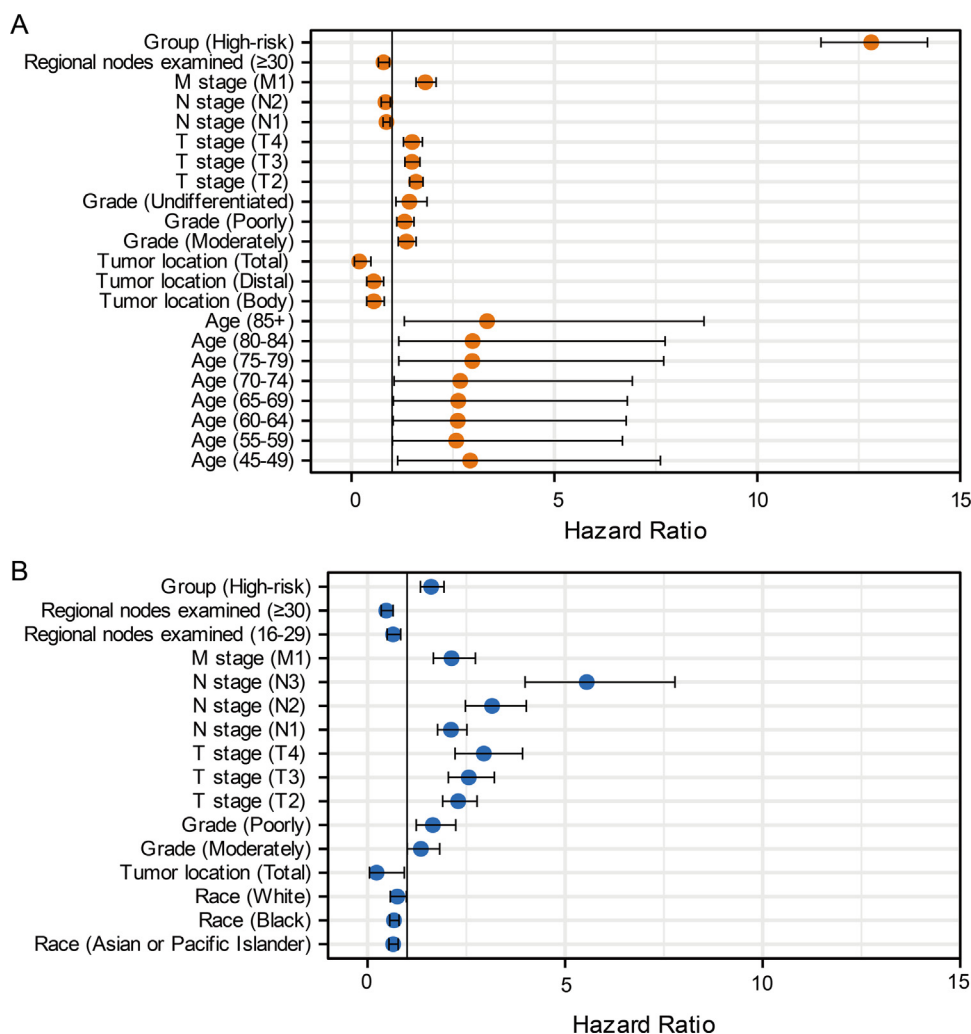 A
Group (High-risk)
Regional nodes examined (≥30)
M stage (M1)
N stage (N2)
N stage (N1)
T stage (T4)
T stage (T3)
T stage (T2)
Grade (Undifferentiated)
Grade (Poorly)
Grade (Moderately)
Tumor location (Total)
Tumor location (Distal)
Tumor location (Body)
Age (85+)
Age (80-84)
Age (75-79)
Age (70-74)
Age (65-69)
Age (60-64)
Age (55-59)
Age (45-49)
0 5 10 15
Hazard Ratio
B
Group (High-risk)
Regional nodes examined (≥30)
Regional nodes examined (16-29)
M stage (M1)
N stage (N3)
N stage (N2)
N stage (N1)
T stage (T4)
T stage (T3)
T stage (T2)
Grade (Poorly)
Grade (Moderately)
Tumor location (Total)
Race (White)
Race (Black)
Race (Asian or Pacific Islander)
0 5 10 15
Hazard Ratio